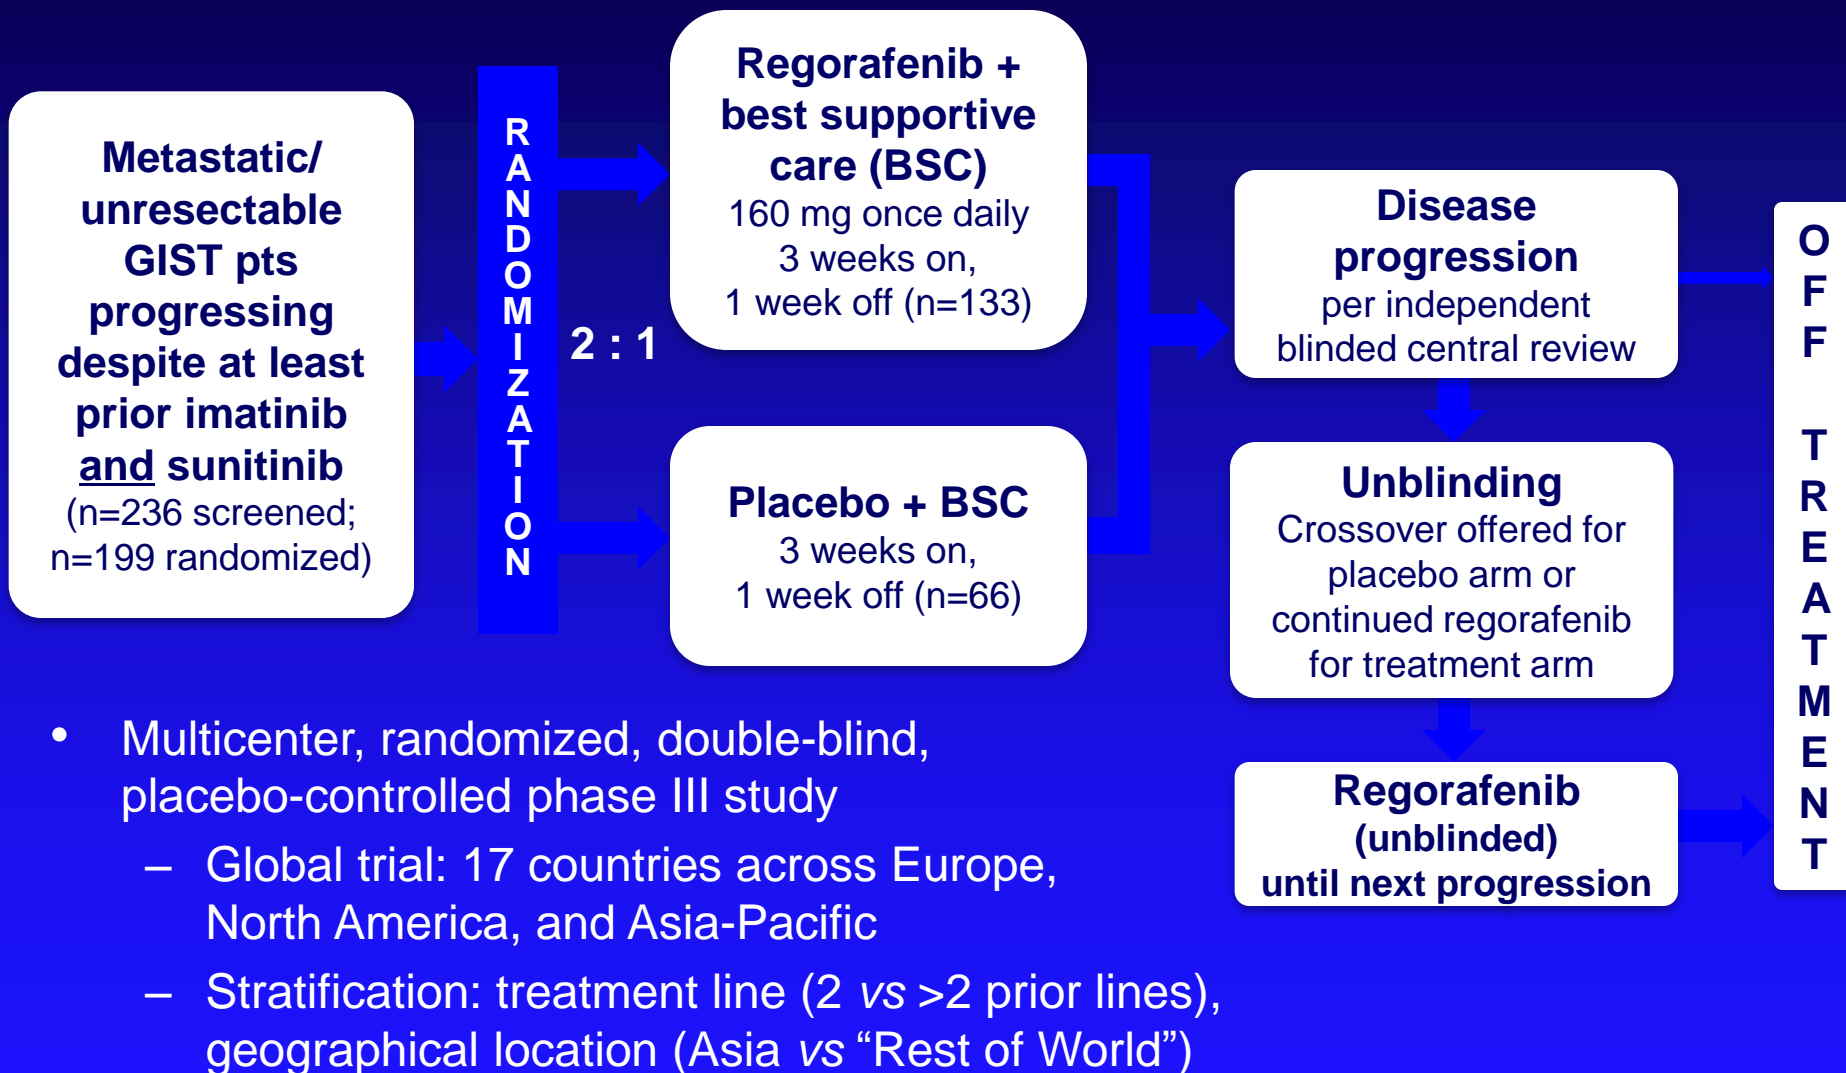 Metastatic/
unresectable
GIST pts
progressing
despite at least
prior imatinib
and sunitinib
(n=236 screened;
n=199 randomized)
RANDOMIZATION
2 : 1
Regorafenib +
best supportive
care (BSC)
160 mg once daily
3 weeks on,
1 week off (n=133)
Placebo + BSC
3 weeks on,
1 week off (n=66)
Disease
progression
per independent
blinded central review
Unblinding
Crossover offered for
placebo arm or
continued regorafenib
for treatment arm
Regorafenib
(unblinded)
until next progression
OFF TREATMENT
• Multicenter, randomized, double-blind,
placebo-controlled phase III study
– Global trial: 17 countries across Europe,
North America, and Asia-Pacific
– Stratification: treatment line (2 vs >2 prior lines),
geographical location (Asia vs “Rest of World”)